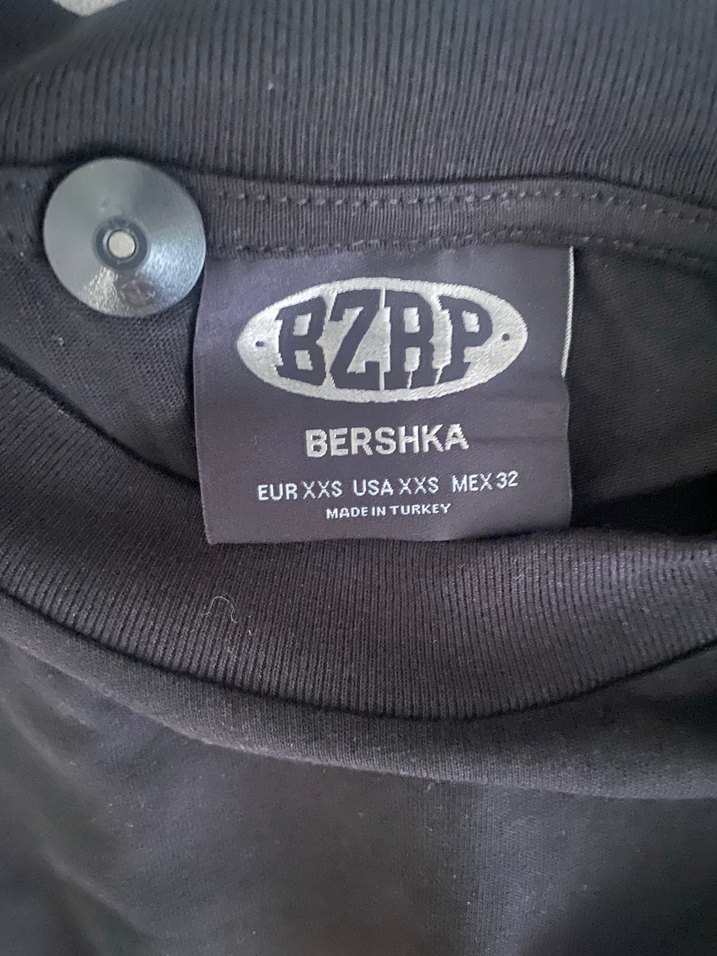 ·BZRP·
BERSHKA
EUR XXS USA XXS MEX 32
MADE IN TURKEY